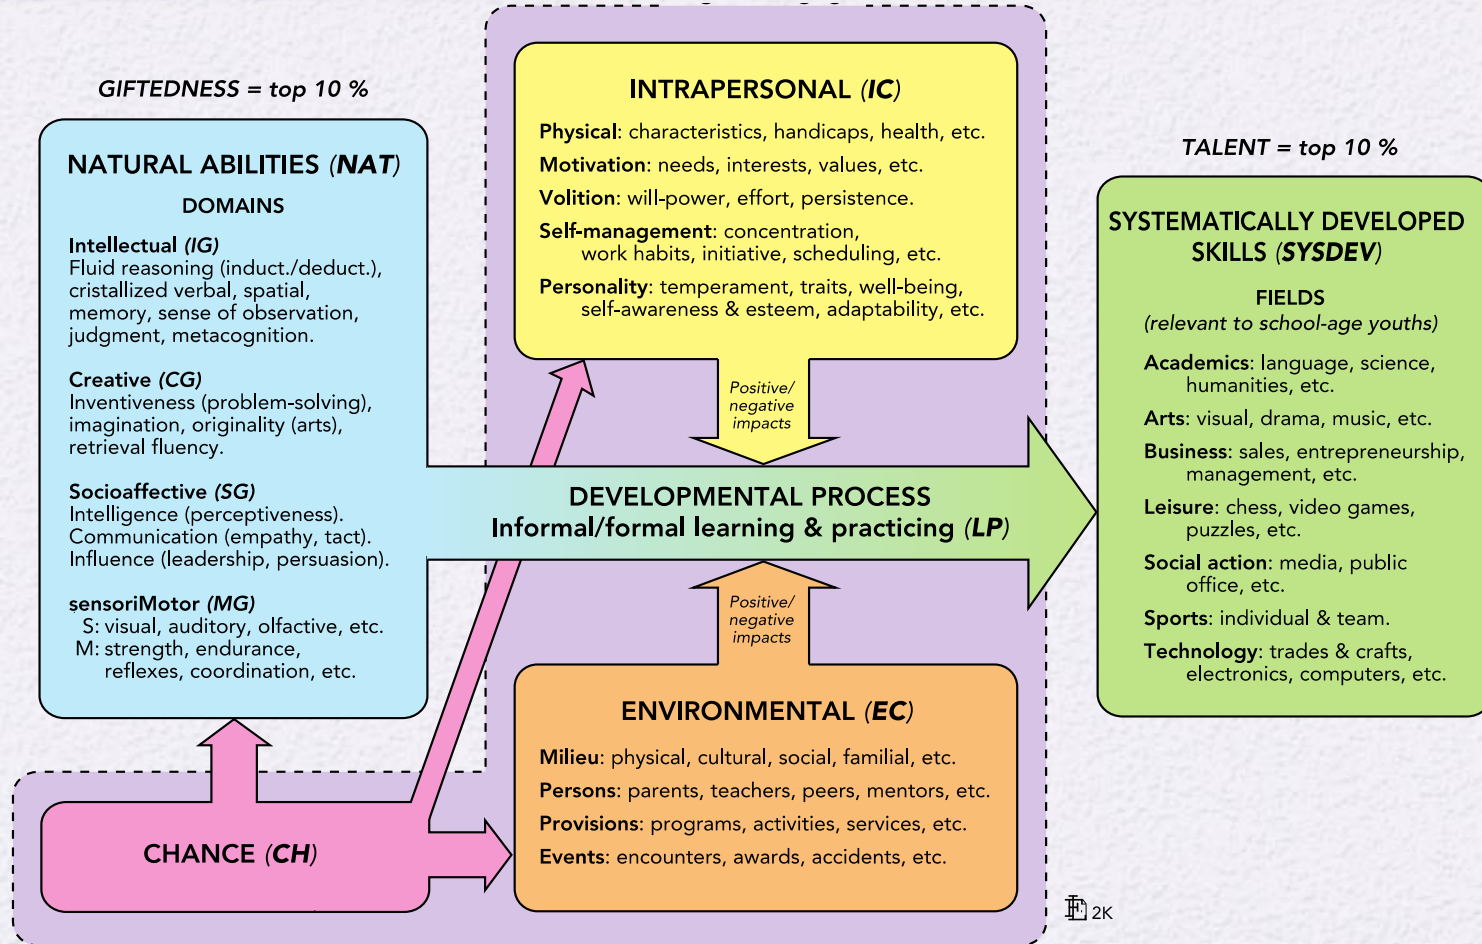 GIFTEDNESS = top 10 %
NATURAL ABILITIES (NAT)
DOMAINS
Intellectual (IG)
Fluid reasoning (induct./deduct.),
cristallized verbal, spatial,
memory, sense of observation,
judgment, metacognition.
Creative (CG)
Inventiveness (problem-solving),
imagination, originality (arts),
retrieval fluency.
Socioaffective (SG)
Intelligence (perceptiveness).
Communication (empathy, tact).
Influence (leadership, persuasion).
sensoriMotor (MG)
S: visual, auditory, olfactive, etc.
M: strength, endurance,
reflexes, coordination, etc.
CHANCE (CH)
INTRAPERSONAL (IC)
Physical: characteristics, handicaps, health, etc.
Motivation: needs, interests, values, etc.
Volition: will-power, effort, persistence.
Self-management: concentration,
work habits, initiative, scheduling, etc.
Personality: temperament, traits, well-being,
self-awareness & esteem, adaptability, etc.
Positive/
negative
impacts
DEVELOPMENTAL PROCESS
Informal/formal learning & practicing (LP)
Positive/
negative
impacts
ENVIRONMENTAL (EC)
Milieu: physical, cultural, social, familial, etc.
Persons: parents, teachers, peers, mentors, etc.
Provisions: programs, activities, services, etc.
Events: encounters, awards, accidents, etc.
TALENT = top 10 %
SYSTEMATICALLY DEVELOPED
SKILLS (SYSDEV)
FIELDS
(relevant to school-age youths)
Academics: language, science,
humanities, etc.
Arts: visual, drama, music, etc.
Business: sales, entrepreneurship,
management, etc.
Leisure: chess, video games,
puzzles, etc.
Social action: media, public
office, etc.
Sports: individual & team.
Technology: trades & crafts,
electronics, computers, etc.
2K